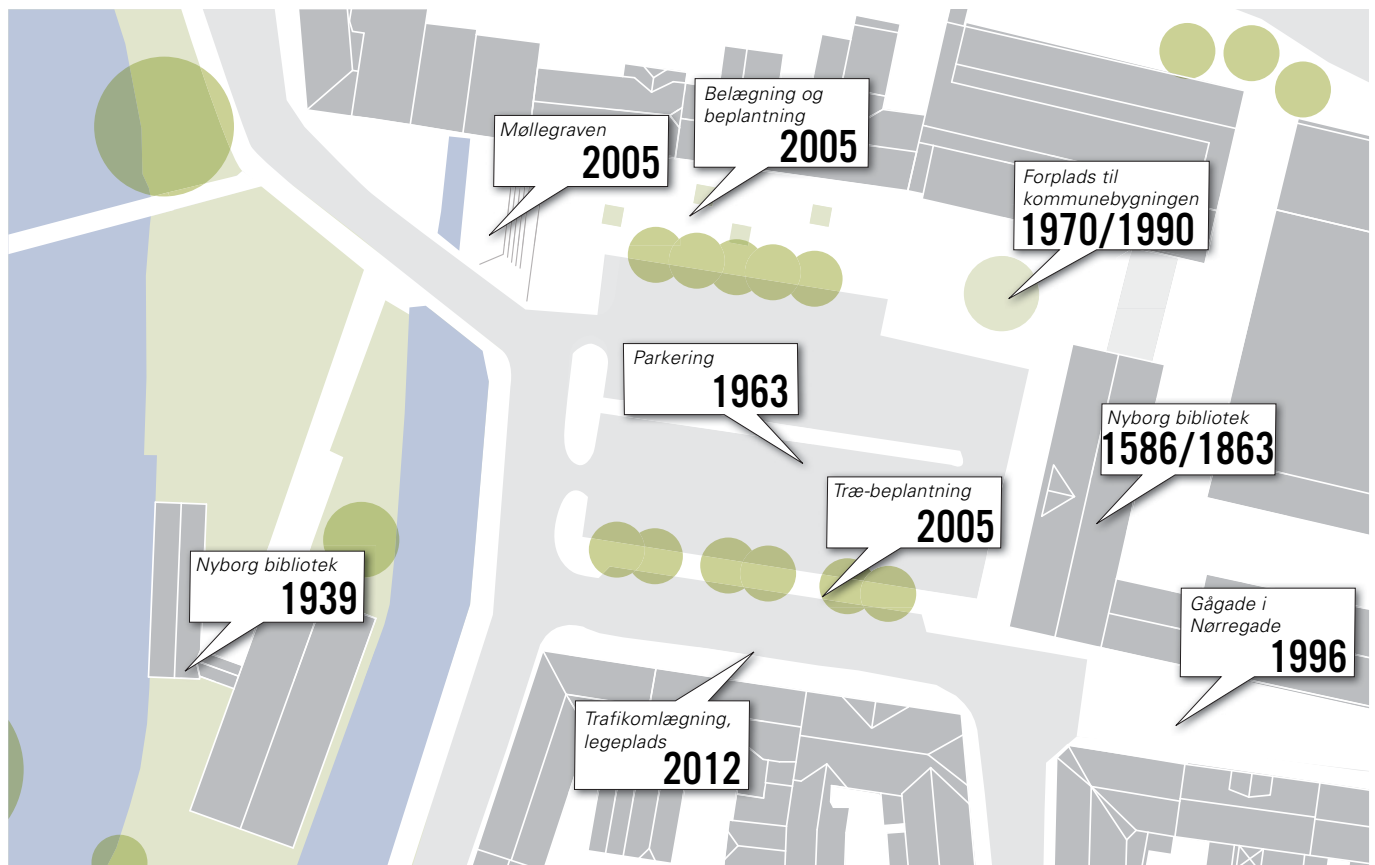 Belægning og
beplantning
2005
Møllegraven
2005
Forplads til
kommunebygningen
1970/1990
Parkering
1963
Nyborg bibliotek
1586/1863
Træ-beplantning
2005
Nyborg bibliotek
1939
Gågade i
Nørregade
1996
Trafikomlægning,
legeplads
2012